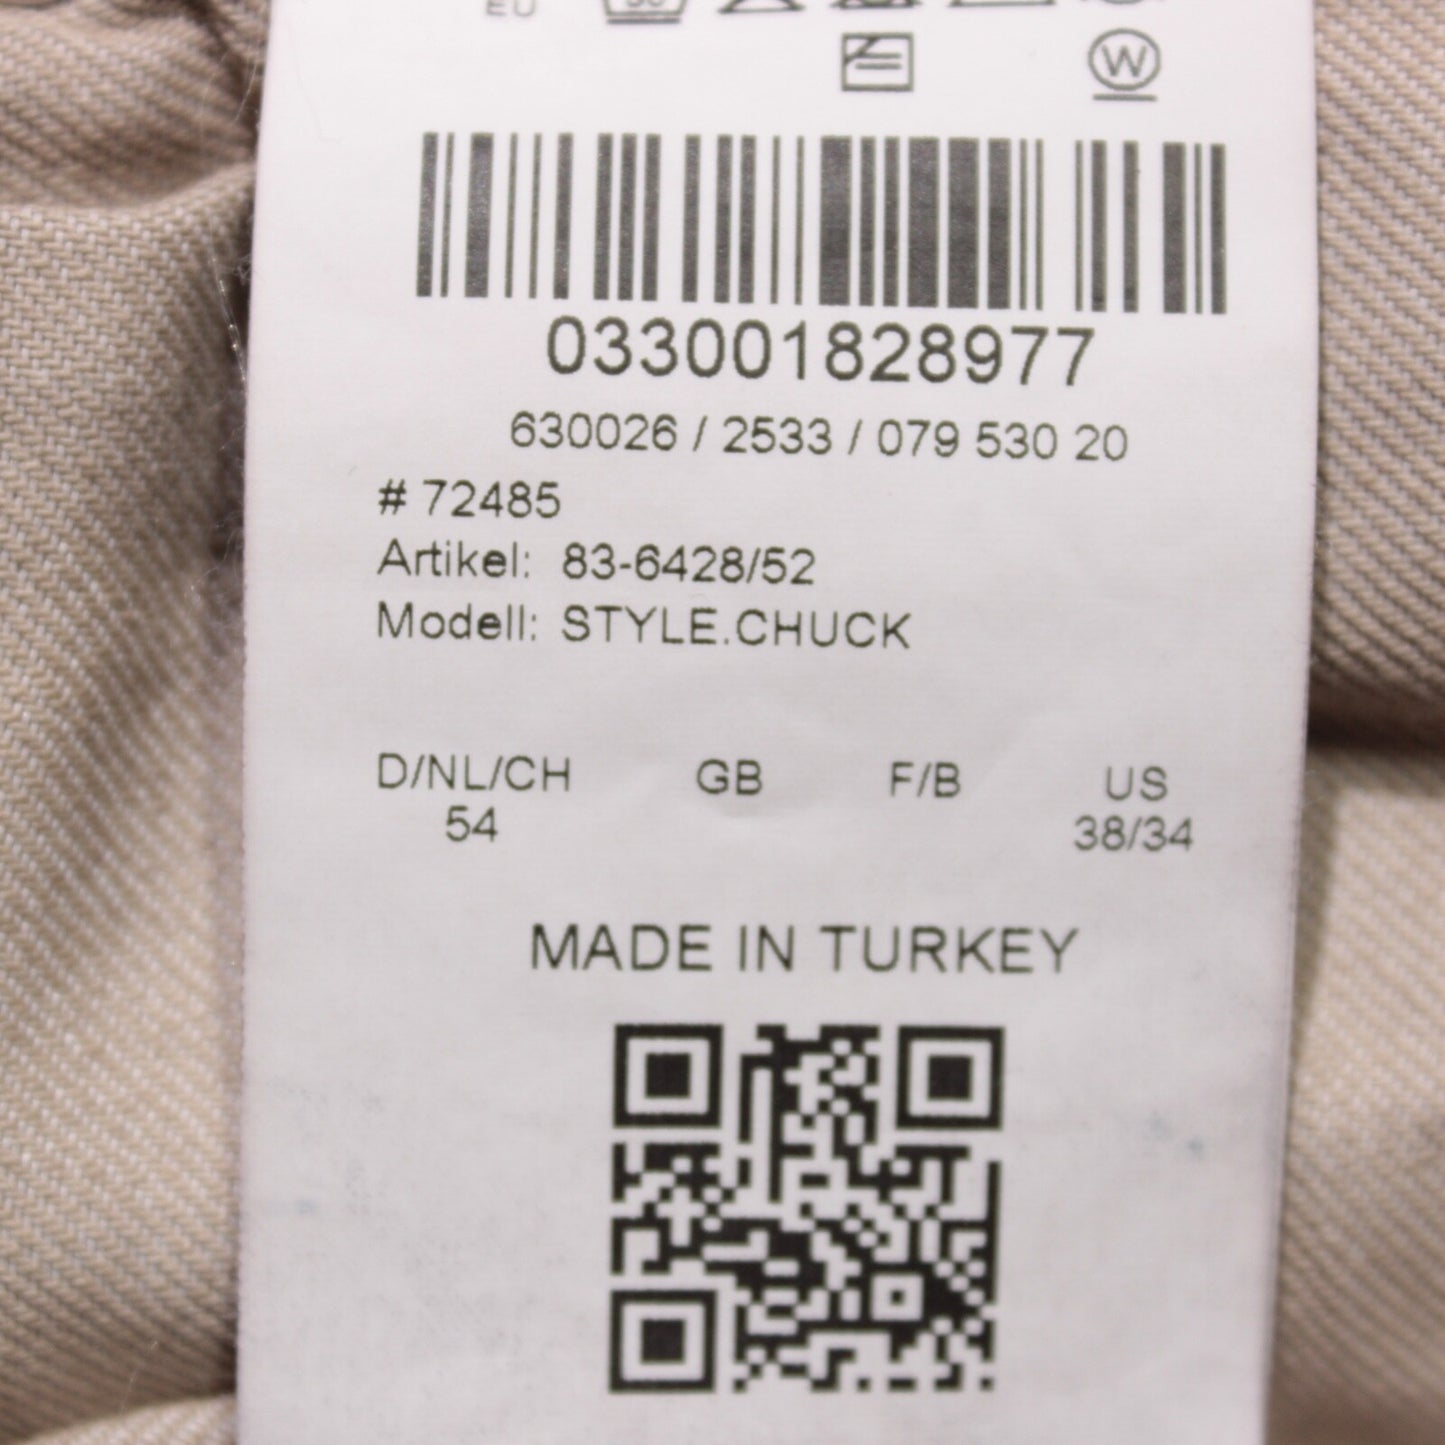 EU
W
033001828977
630026 / 2533 / 079 530 20
# 72485
Artikel: 83-6428/52
Modell: STYLE.CHUCK
D/NL/CH GB F/B US
54 38/34
MADE IN TURKEY